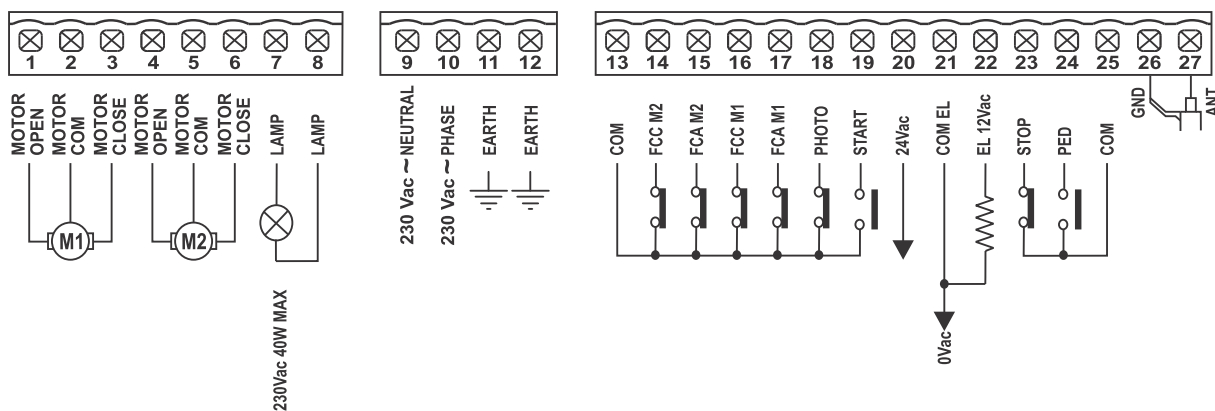 1 2 3 4 5 6 7 8 9 10 11 12 13 14 15 16 17 18 19 20 21 22 23 24 25 26 27
MOTOR OPEN
MOTOR COM
MOTOR CLOSE
MOTOR OPEN
MOTOR COM
MOTOR CLOSE
LAMP
LAMP
230 Vac ~ NEUTRAL
230 Vac ~ PHASE
EARTH
EARTH
COM
FCC M2
FCA M2
FCC M1
FCA M1
PHOTO
START
24Vac
COM EL
EL 12Vac
STOP
PED
COM
GND
ANT
M1
M2
230Vac 40W MAX
0Vac